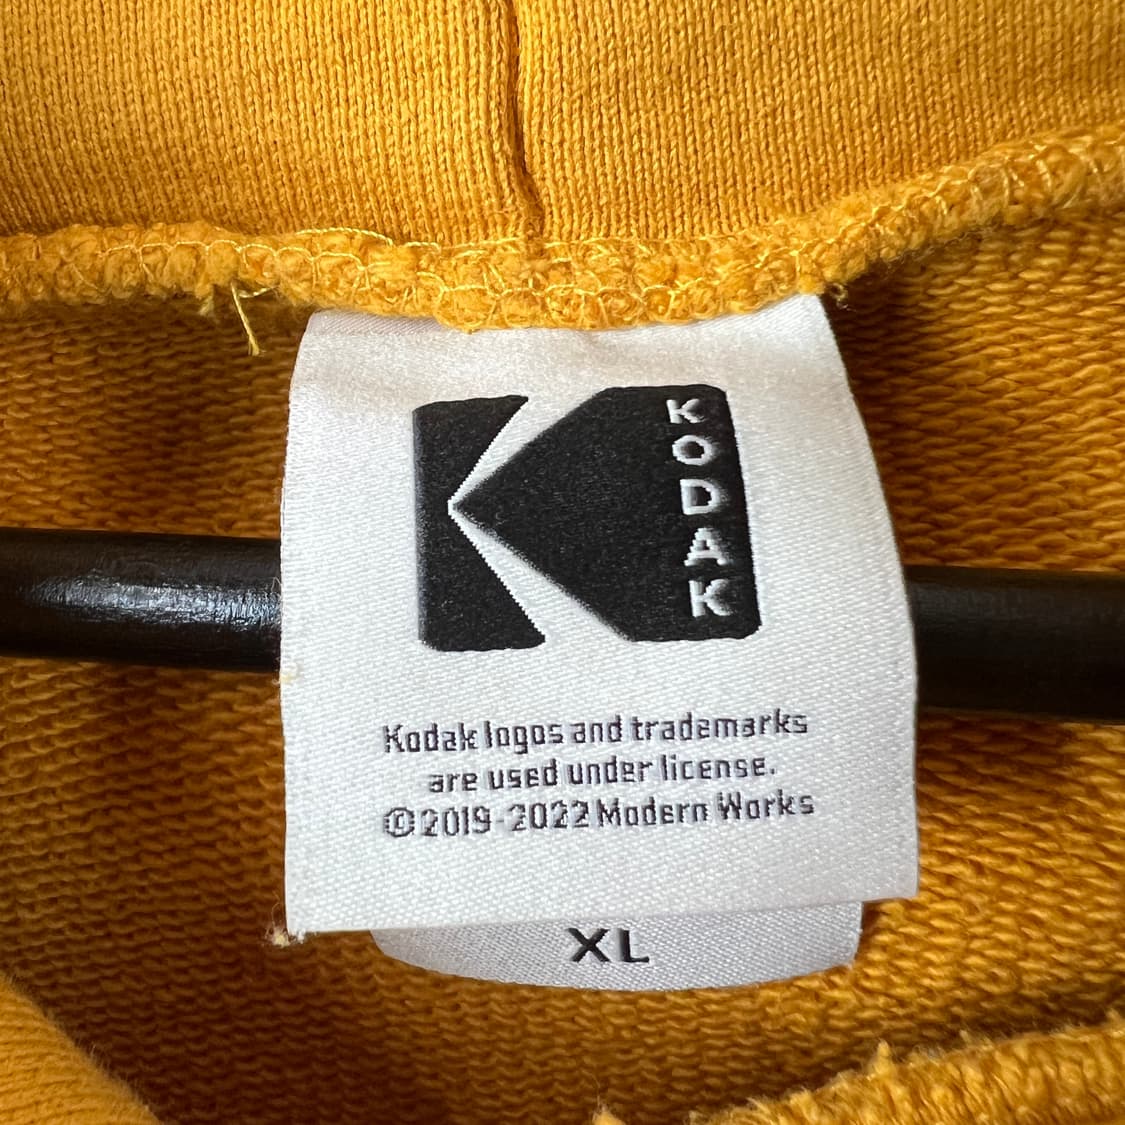 KODAK
Kodak logos and trademarks
are used under license.
©2019-2022 Modern Works
XL